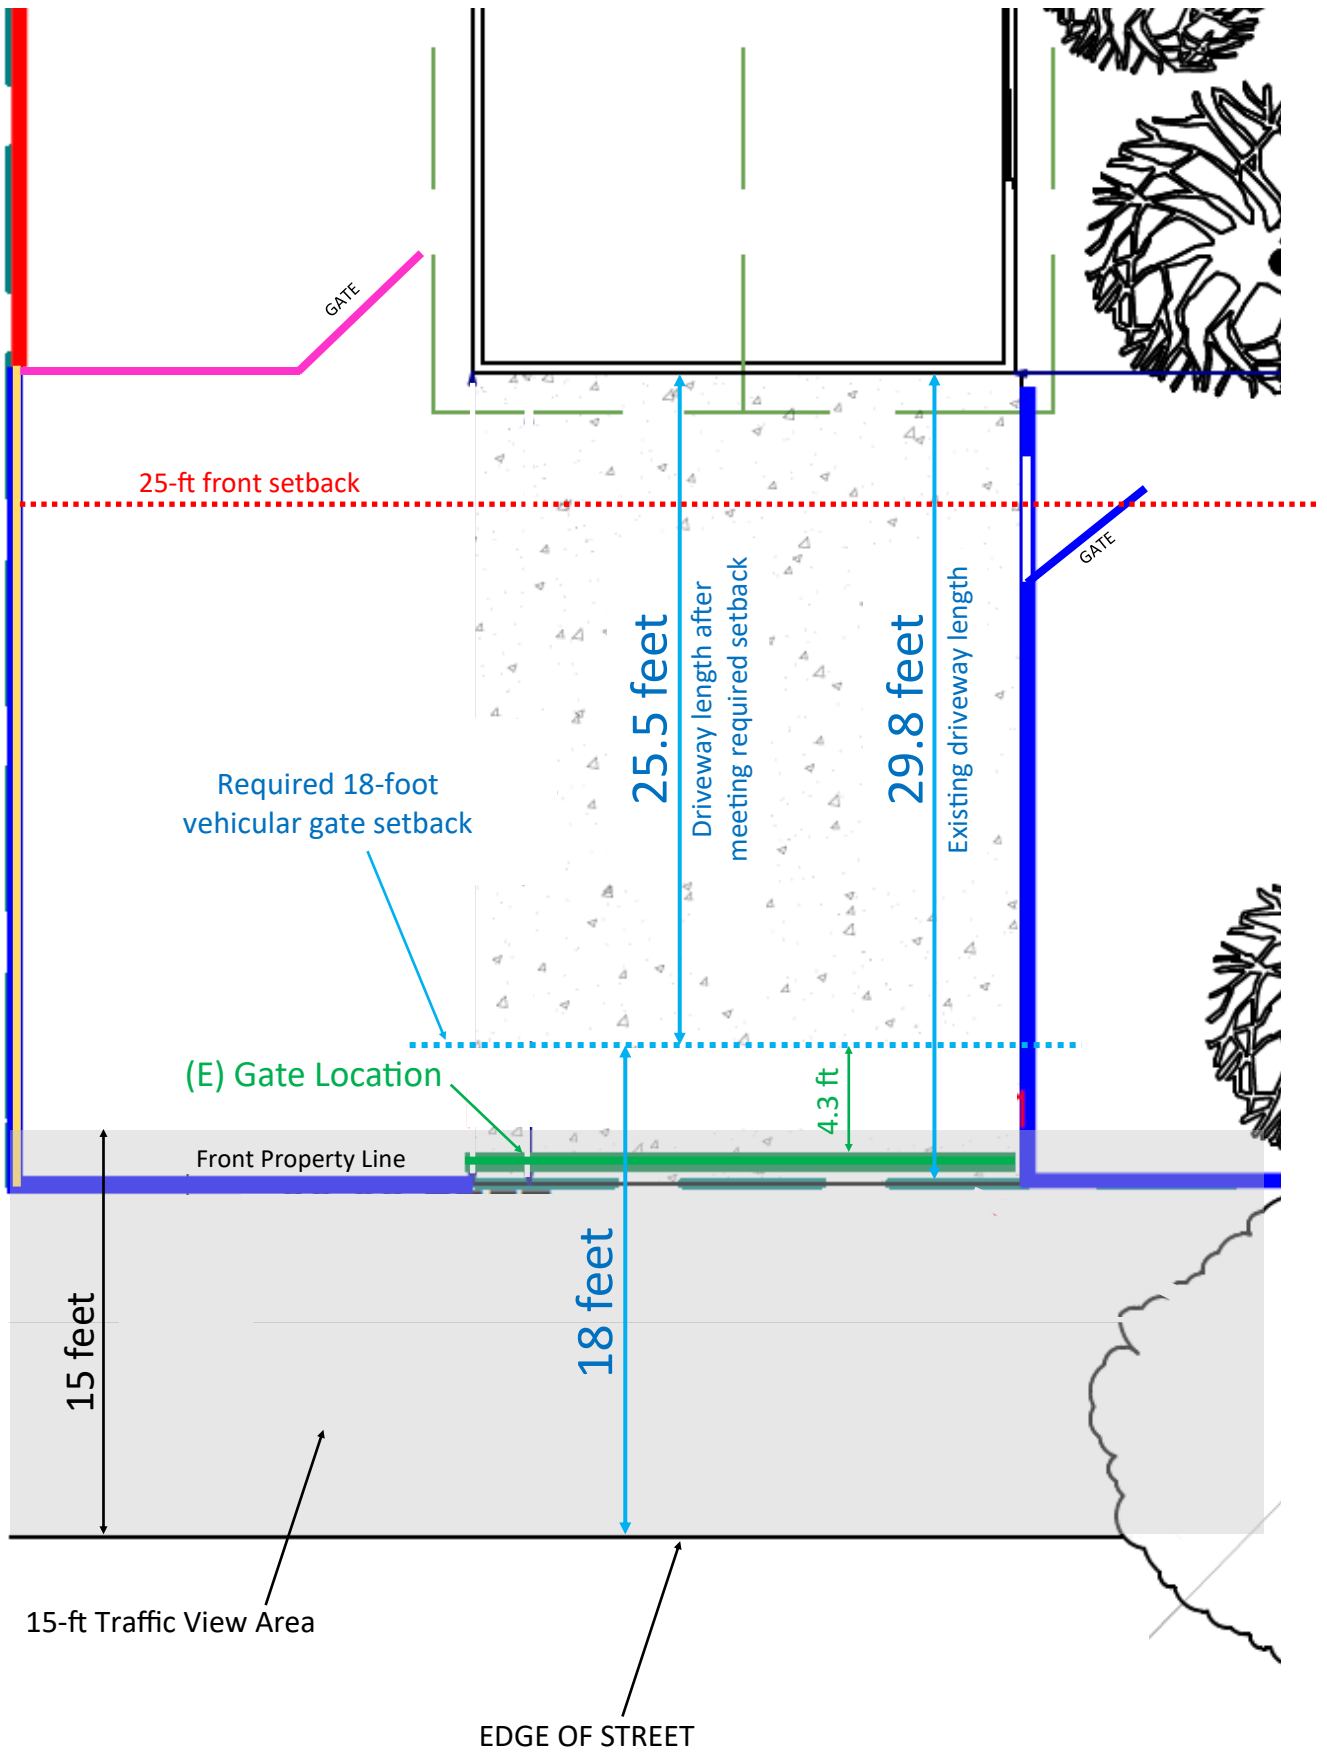 GATE
25-ft front setback
GATE
25.5 feet
Driveway length after
meeting required setback
29.8 feet
Existing driveway length
Required 18-foot
vehicular gate setback
(E) Gate Location
4.3 ft
Front Property Line
18 feet
15 feet
15-ft Traffic View Area
EDGE OF STREET